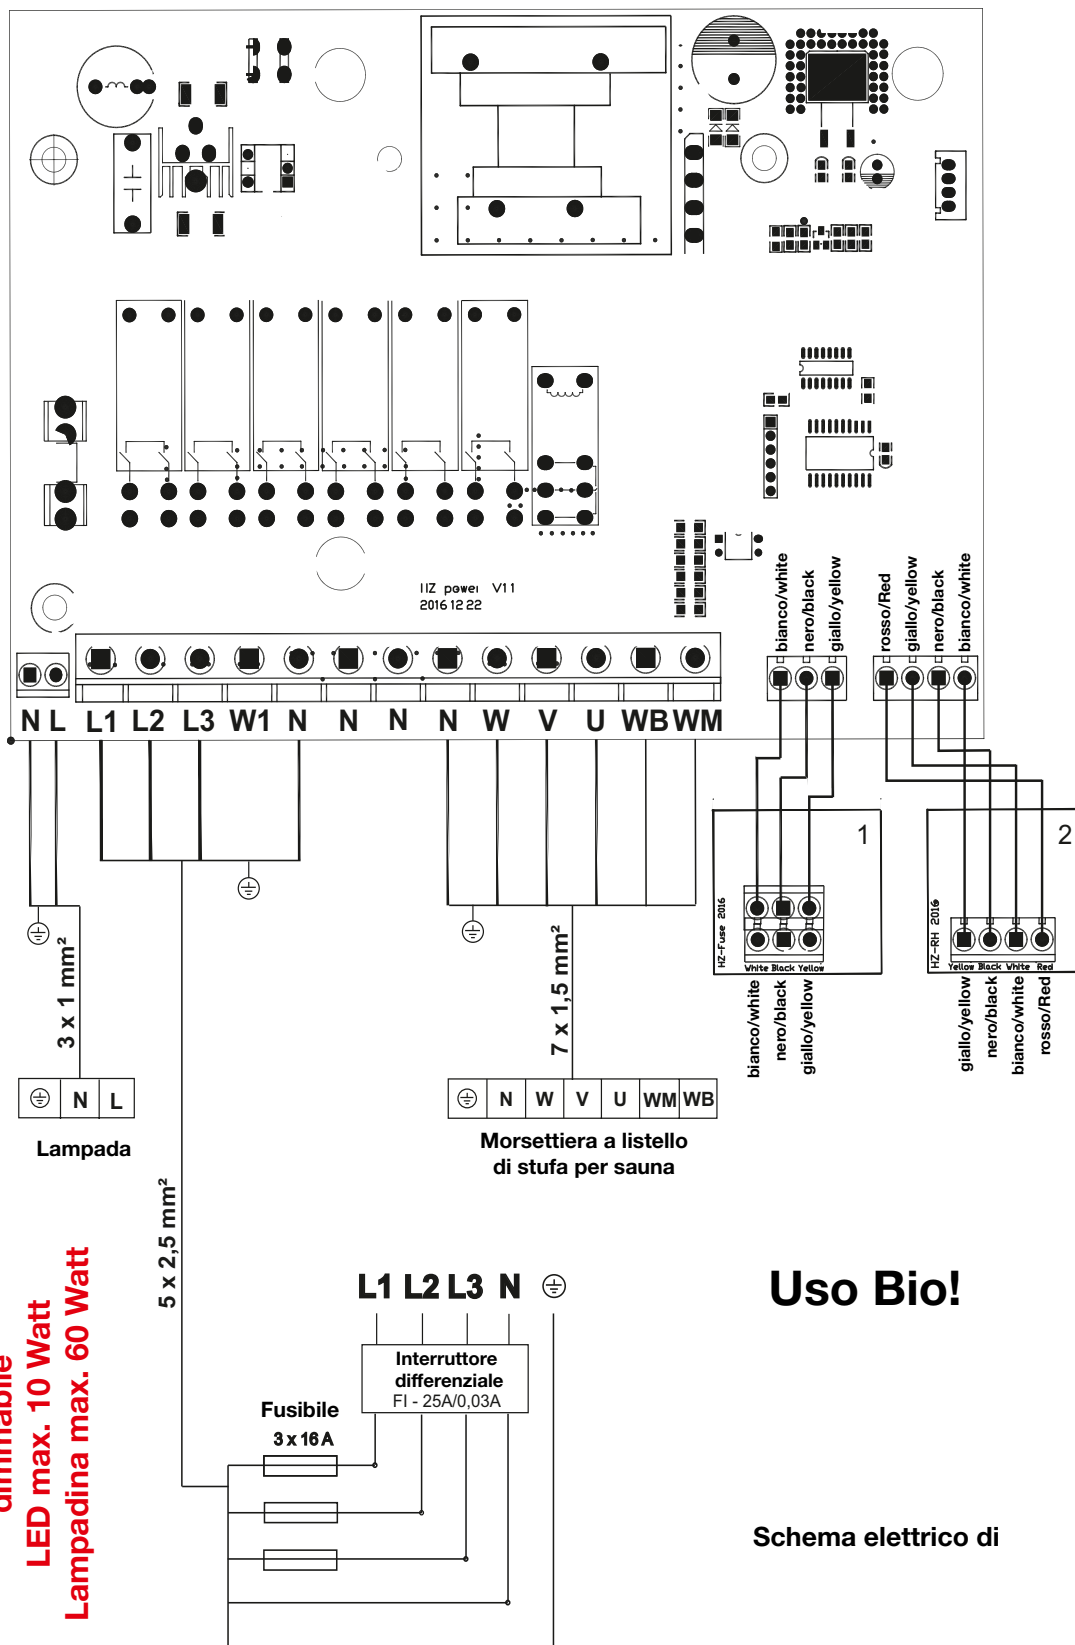 HZ power V1.1
2016 12 22
bianco/white
nero/black
giallo/yellow
rosso/Red
giallo/yellow
nero/black
bianco/white
N L L1 L2 L3 W1 N N N N W V U WB WM
1
2
HZ-Fuse 2016
HZ-RH 2016
White Black Yellow
Yellow Black White Red
bianco/white
nero/black
giallo/yellow
giallo/yellow
nero/black
bianco/white
rosso/Red
3 x 1 mm²
7 x 1,5 mm²
N L
N W V U WM WB
Lampada
Morsettiera a listello
di stufa per sauna
5 x 2,5 mm²
L1 L2 L3 N
Uso Bio!
Interruttore
differenziale
FI - 25A/0,03A
Fusibile
3 x 16 A
dimmabile
LED max. 10 Watt
Lampadina max. 60 Watt
Schema elettrico di